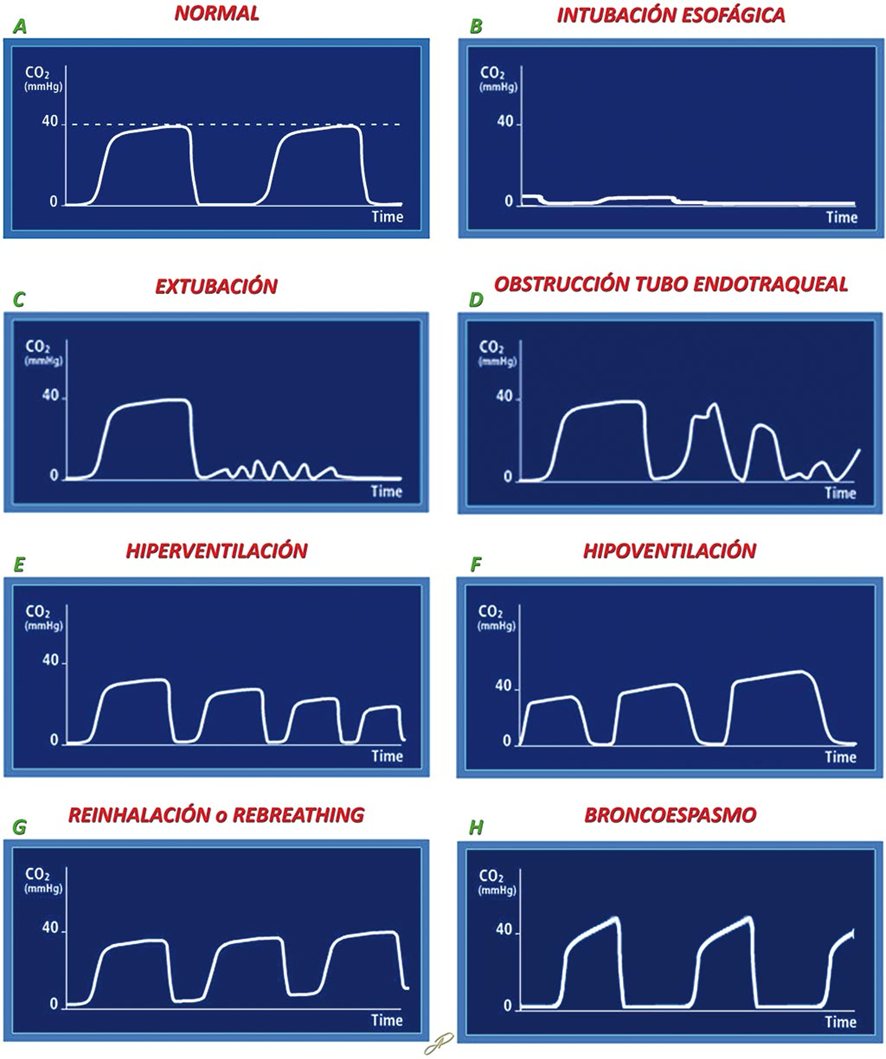 A
NORMAL
CO₂
(mmHg)
40
0
Time
B
INTUBACIÓN ESOFÁGICA
CO₂
(mmHg)
40
0
Time
C
EXTUBACIÓN
CO₂
(mmHg)
40
0
Time
D
OBSTRUCCIÓN TUBO ENDOTRAQUEAL
CO₂
(mmHg)
40
0
Time
E
HIPERVENTILACIÓN
CO₂
(mmHg)
40
0
Time
F
HIPOVENTILACIÓN
CO₂
(mmHg)
40
0
Time
G
REINHALACIÓN o REBREATHING
CO₂
(mmHg)
40
0
Time
H
BRONCOESPASMO
CO₂
(mmHg)
40
0
Time